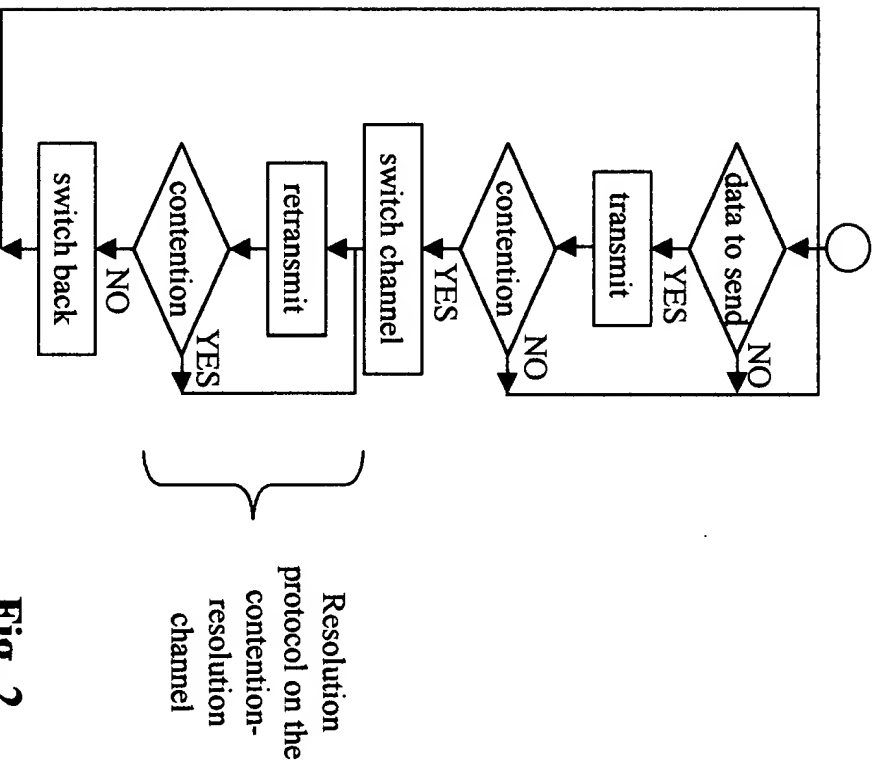 data to send
NO
YES
transmit
contention
NO
YES
switch channel
retransmit
contention
YES
NO
switch back
Resolution
protocol on the
contention-
resolution
channel
Fig. 2